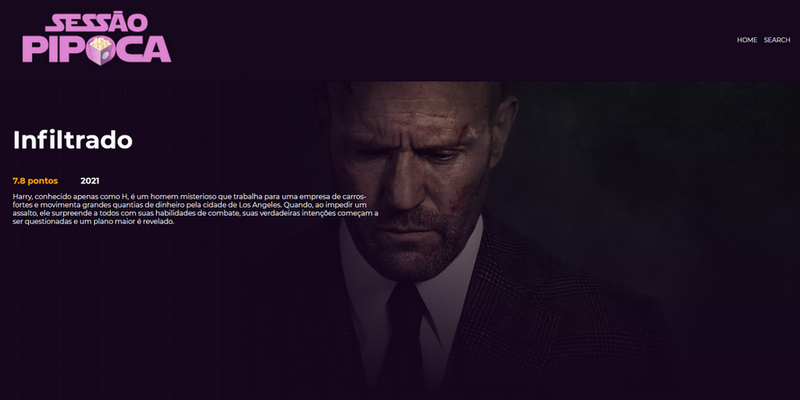 SESSÃO
PIPOCA
HOME SEARCH
Infiltrado
7.8 pontos 2021
Harry, conhecido apenas como H, é um homem misterioso que trabalha para uma empresa de carros-
fortes e movimenta grandes quantias de dinheiro pela cidade de Los Angeles. Quando, ao impedir um
assalto, ele surpreende a todos com suas habilidades de combate, suas verdadeiras intenções começam a
ser questionadas e um plano maior é revelado.